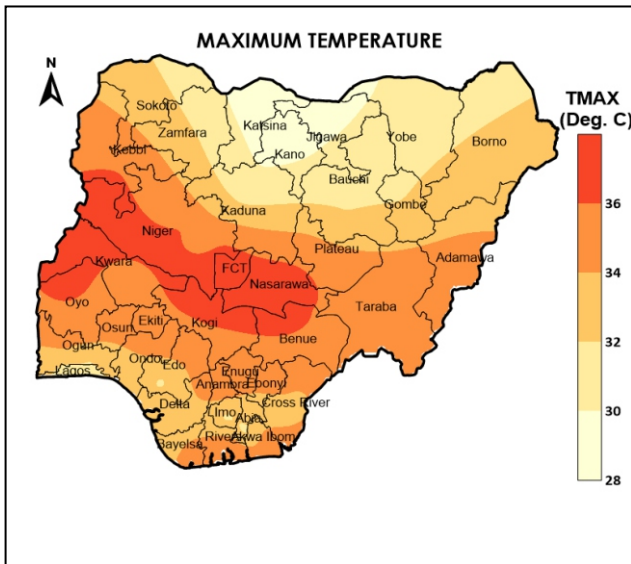 MAXIMUM TEMPERATURE
N
TMAX
(Deg. C)
Sokoto
Zamfara
Katsina
Jigawa
Yobe
Borno
Kebbi
Kano
Bauchi
Gombe
Kaduna
Niger
Plateau
Adamawa
Kwara
FCT
Nasarawa
Taraba
Oyo
Kogi
Benue
Osun
Ekiti
Ogun
Ondo
Edo
Enugu
Lagos
Anambra
Ebonyi
Delta
Imo
Abia
Cross River
Bayelsa
Rivers
Akwa Ibom
36
34
32
30
28